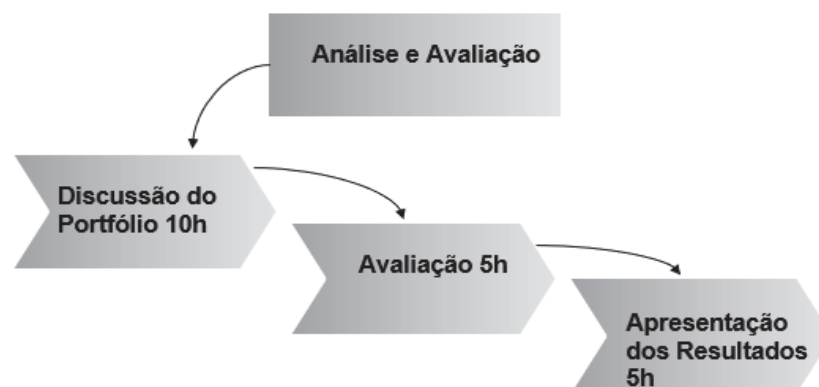 Análise e Avaliação
Discussão do
Portfólio 10h
Avaliação 5h
Apresentação
dos Resultados
5h